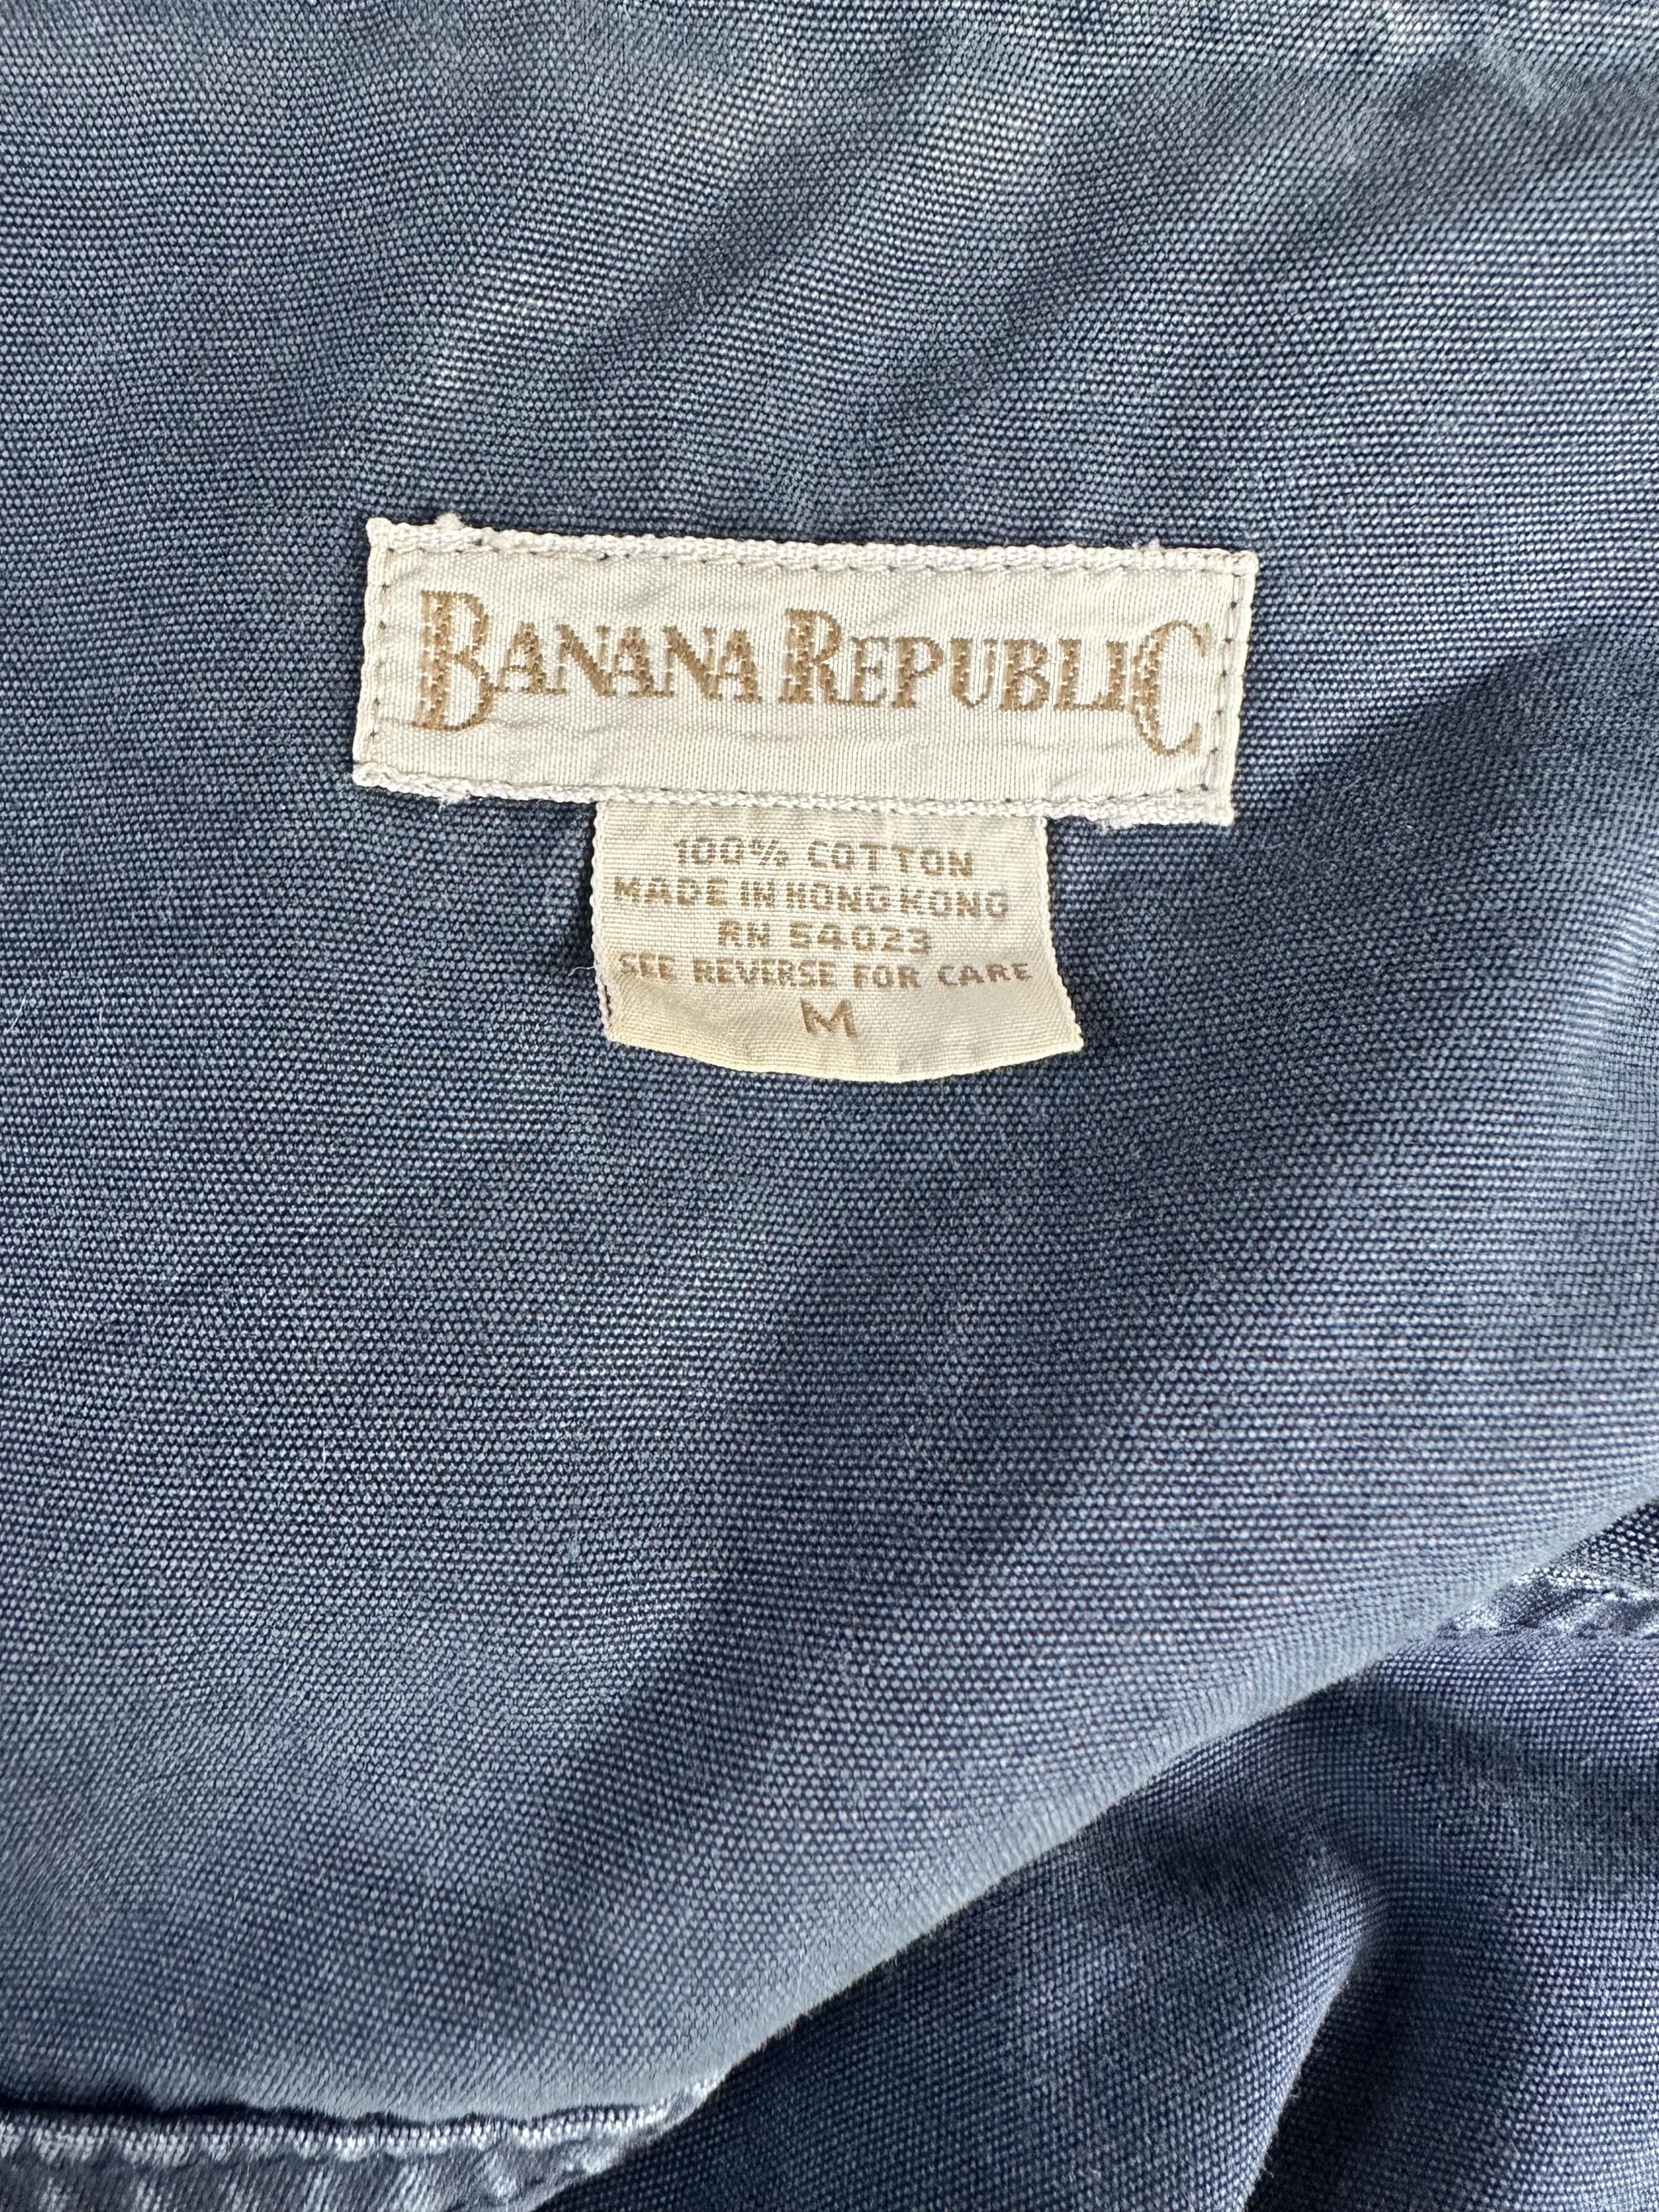 BANANA REPUBLIC
100% COTTON
MADE IN HONG KONG
RN 54023
SEE REVERSE FOR CARE
M